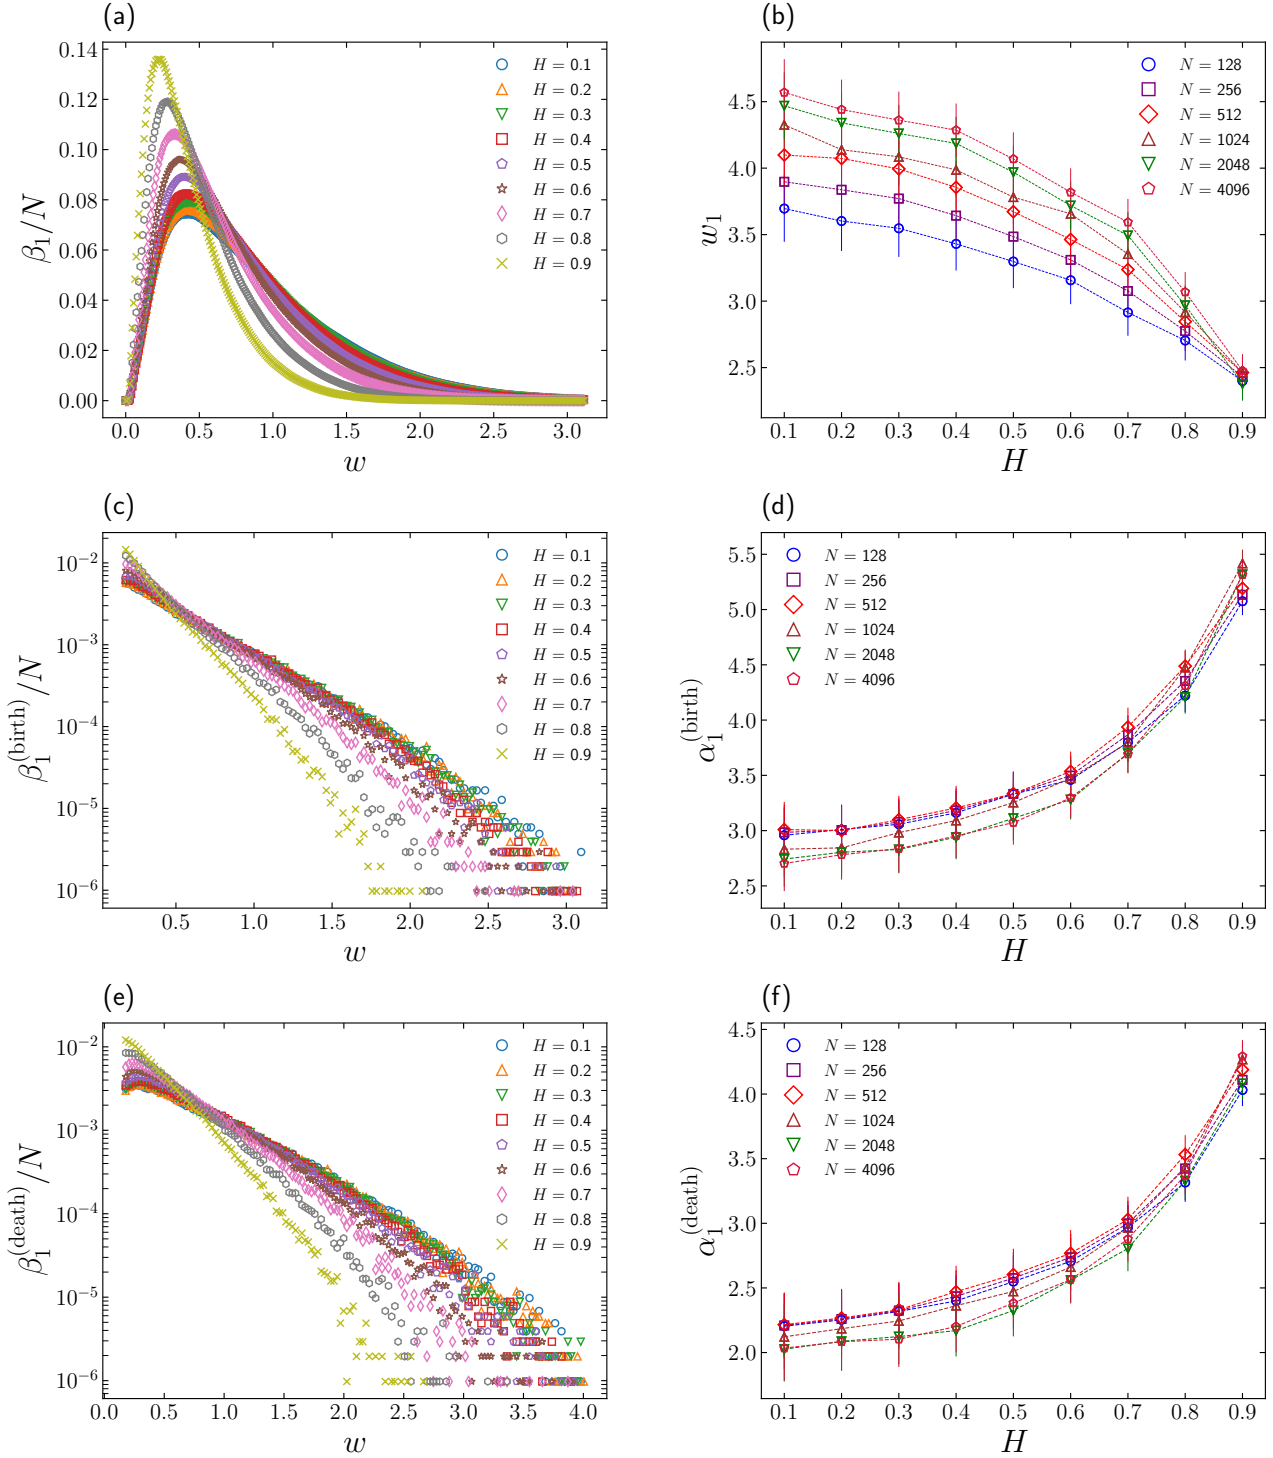 (a)
β₁/N
0.14
0.12
0.10
0.08
0.06
0.04
0.02
0.00
H = 0.1
H = 0.2
H = 0.3
H = 0.4
H = 0.5
H = 0.6
H = 0.7
H = 0.8
H = 0.9
0.0 0.5 1.0 1.5 2.0 2.5 3.0
w
(b)
w₁
4.5
4.0
3.5
3.0
2.5
N = 128
N = 256
N = 512
N = 1024
N = 2048
N = 4096
0.1 0.2 0.3 0.4 0.5 0.6 0.7 0.8 0.9
H
(c)
β₁^(birth)/N
10⁻²
10⁻³
10⁻⁴
10⁻⁵
10⁻⁶
H = 0.1
H = 0.2
H = 0.3
H = 0.4
H = 0.5
H = 0.6
H = 0.7
H = 0.8
H = 0.9
0.5 1.0 1.5 2.0 2.5 3.0
w
(d)
α₁^(birth)
5.5
5.0
4.5
4.0
3.5
3.0
2.5
N = 128
N = 256
N = 512
N = 1024
N = 2048
N = 4096
0.1 0.2 0.3 0.4 0.5 0.6 0.7 0.8 0.9
H
(e)
β₁^(death)/N
10⁻²
10⁻³
10⁻⁴
10⁻⁵
10⁻⁶
H = 0.1
H = 0.2
H = 0.3
H = 0.4
H = 0.5
H = 0.6
H = 0.7
H = 0.8
H = 0.9
0.0 0.5 1.0 1.5 2.0 2.5 3.0 3.5 4.0
w
(f)
α₁^(death)
4.5
4.0
3.5
3.0
2.5
2.0
N = 128
N = 256
N = 512
N = 1024
N = 2048
N = 4096
0.1 0.2 0.3 0.4 0.5 0.6 0.7 0.8 0.9
H